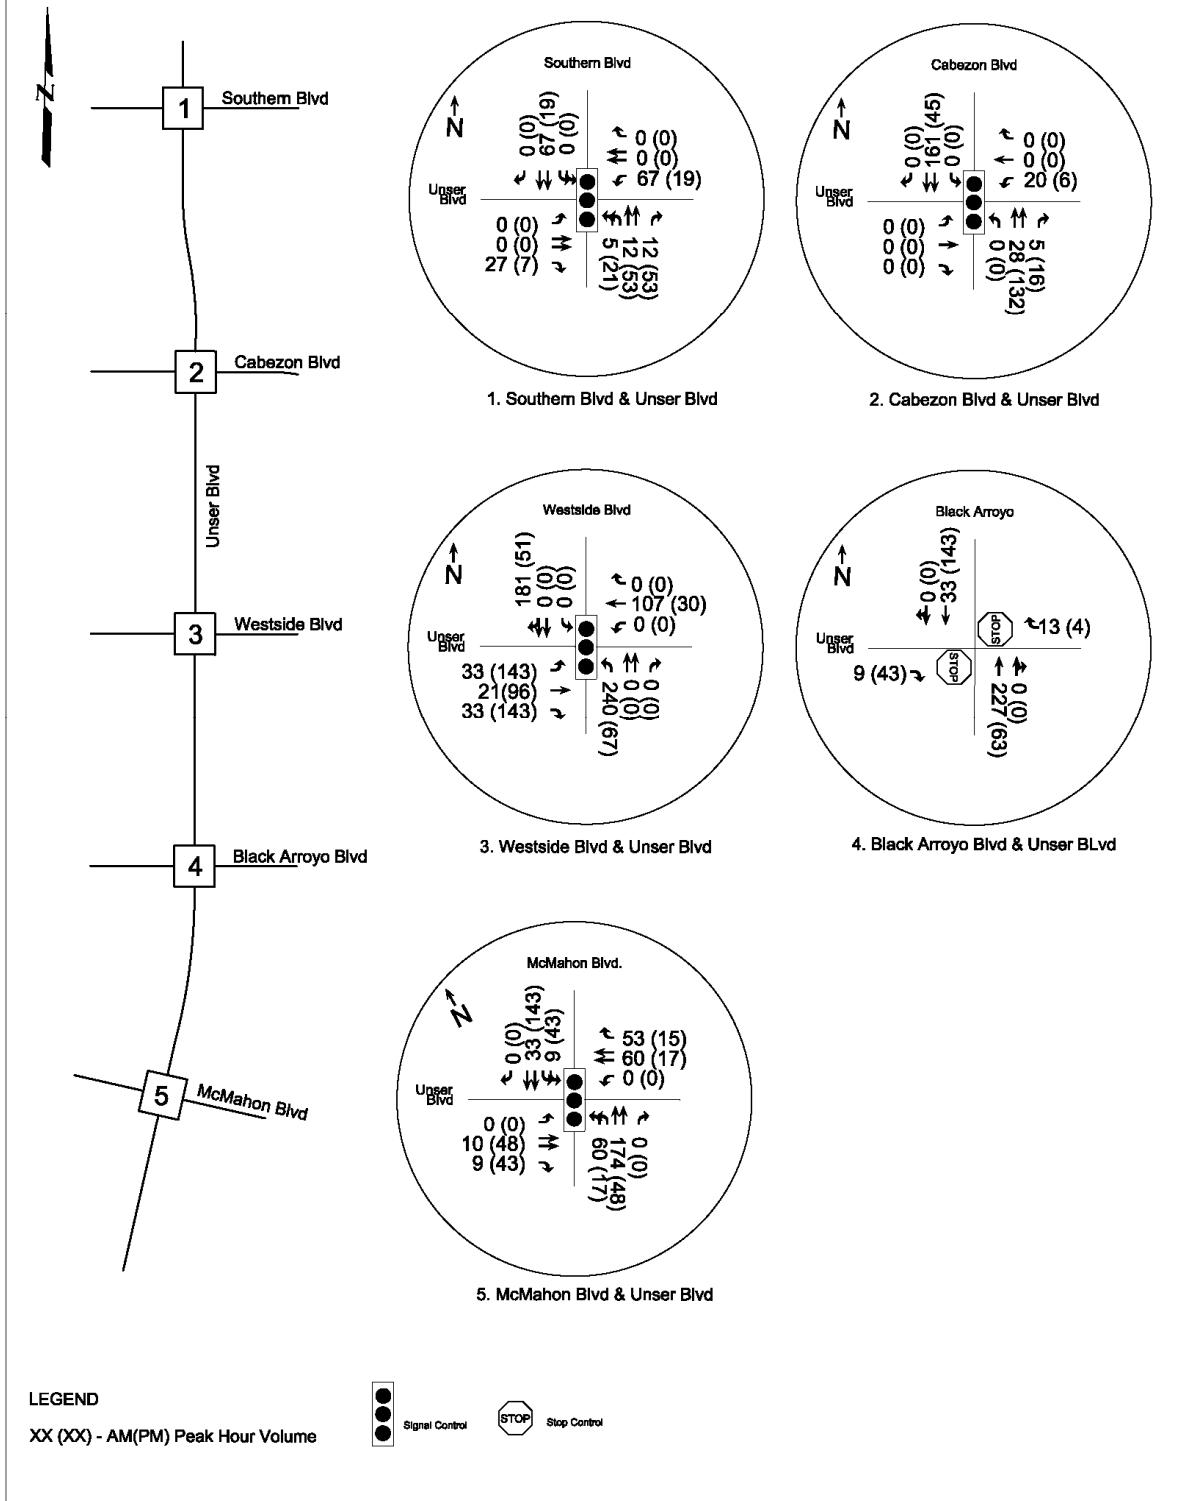 N
1
Southern Blvd
2
Cabezon Blvd
Unser Blvd
3
Westside Blvd
4
Black Arroyo Blvd
5
McMahon Blvd
Southern Blvd
N
0 (0)
67 (19)
0 (0)
0 (0)
0 (0)
67 (19)
Unser
Blvd
0 (0)
0 (0)
27 (7)
5 (21)
12 (53)
12 (53)
1. Southern Blvd & Unser Blvd
Cabezon Blvd
N
0 (0)
161 (45)
0 (0)
0 (0)
0 (0)
20 (6)
Unser
Blvd
0 (0)
0 (0)
0 (0)
0 (0)
28 (132)
5 (16)
2. Cabezon Blvd & Unser Blvd
Westside Blvd
N
181 (51)
0 (0)
0 (0)
0 (0)
107 (30)
0 (0)
Unser
Blvd
33 (143)
21(96)
33 (143)
240 (67)
0 (0)
0 (0)
3. Westside Blvd & Unser Blvd
Black Arroyo
N
0 (0)
33 (143)
STOP
13 (4)
Unser
Blvd
9 (43)
STOP
227 (63)
0 (0)
4. Black Arroyo Blvd & Unser BLvd
McMahon Blvd.
N
0 (0)
33 (143)
9 (43)
53 (15)
60 (17)
0 (0)
Unser
Blvd
0 (0)
10 (48)
9 (43)
60 (17)
174 (48)
0 (0)
5. McMahon Blvd & Unser Blvd
LEGEND
XX (XX) - AM(PM) Peak Hour Volume
Signal Control
STOP
Stop Control